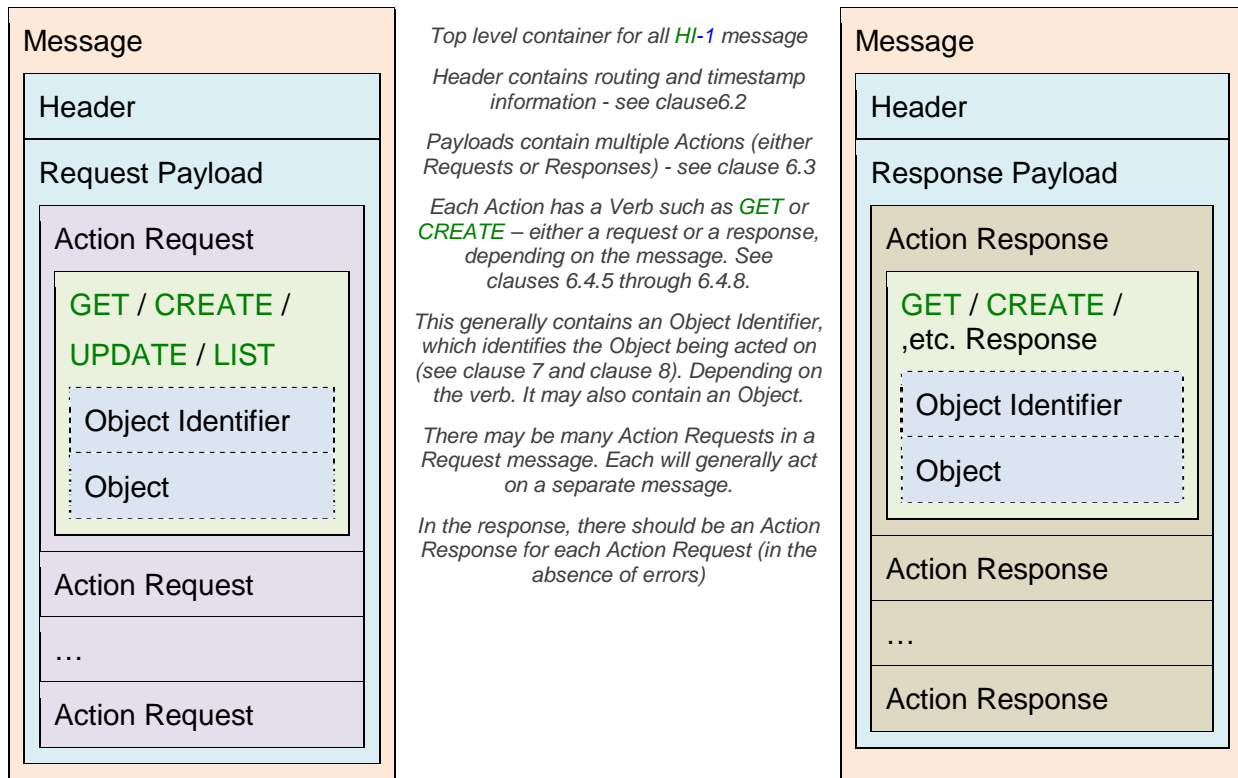 Message
Header
Request Payload
Action Request
GET / CREATE /
UPDATE / LIST
Object Identifier
Object
Action Request
…
Action Request
Top level container for all HI-1 message
Header contains routing and timestamp
information - see clause6.2
Payloads contain multiple Actions (either
Requests or Responses) - see clause 6.3
Each Action has a Verb such as GET or
CREATE – either a request or a response,
depending on the message. See
clauses 6.4.5 through 6.4.8.
This generally contains an Object Identifier,
which identifies the Object being acted on
(see clause 7 and clause 8). Depending on
the verb. It may also contain an Object.
There may be many Action Requests in a
Request message. Each will generally act
on a separate message.
In the response, there should be an Action
Response for each Action Request (in the
absence of errors)
Message
Header
Response Payload
Action Response
GET / CREATE /
,etc. Response
Object Identifier
Object
Action Response
…
Action Response